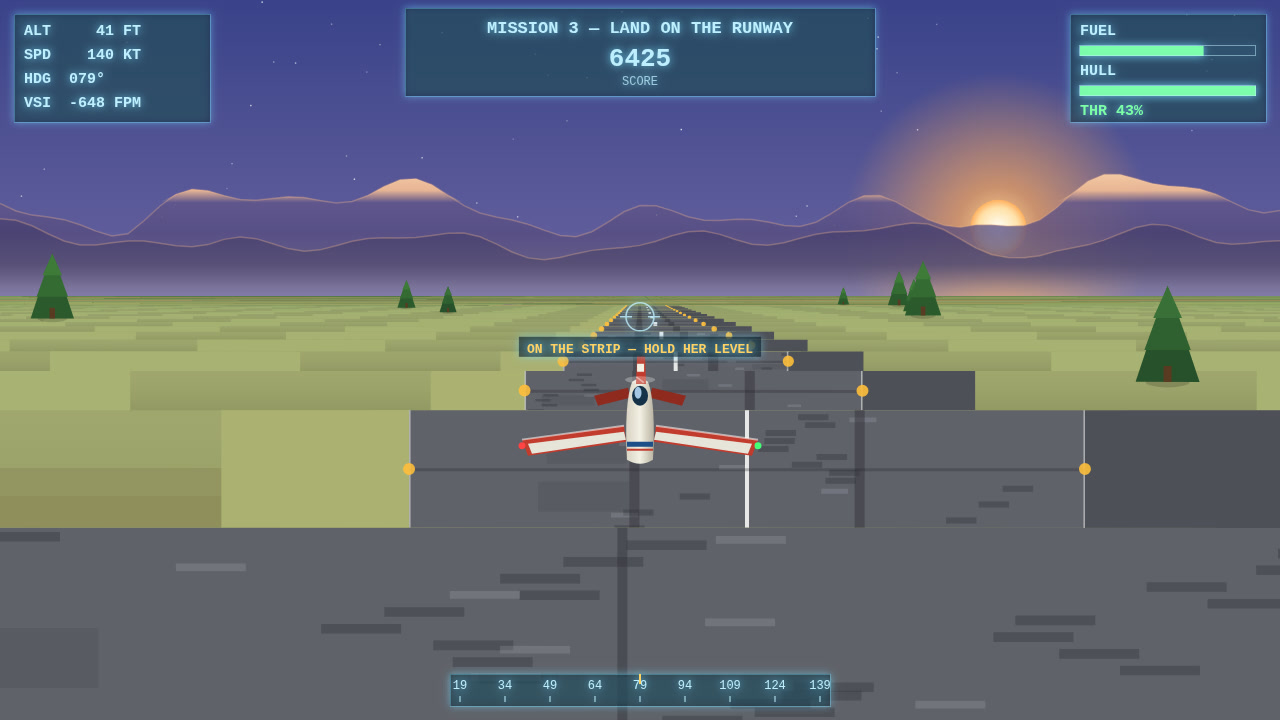 ALT 41 FT
SPD 140 KT
HDG 079°
VSI -648 FPM
MISSION 3 — LAND ON THE RUNWAY
6425
SCORE
FUEL
HULL
THR 43%
ON THE STRIP — HOLD HER LEVEL
19 34 49 64 79 94 109 124 139